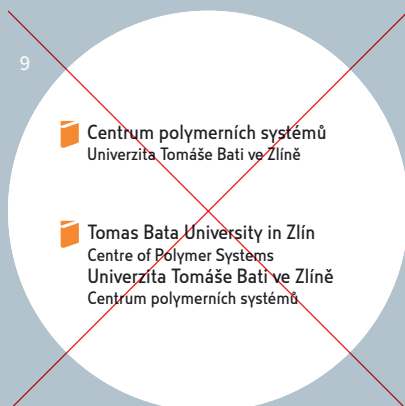 9
Centrum polymerních systémů
Univerzita Tomáše Bati ve Zlíně
Tomas Bata University in Zlín
Centre of Polymer Systems
Univerzita Tomáše Bati ve Zlíně
Centrum polymerních systémů